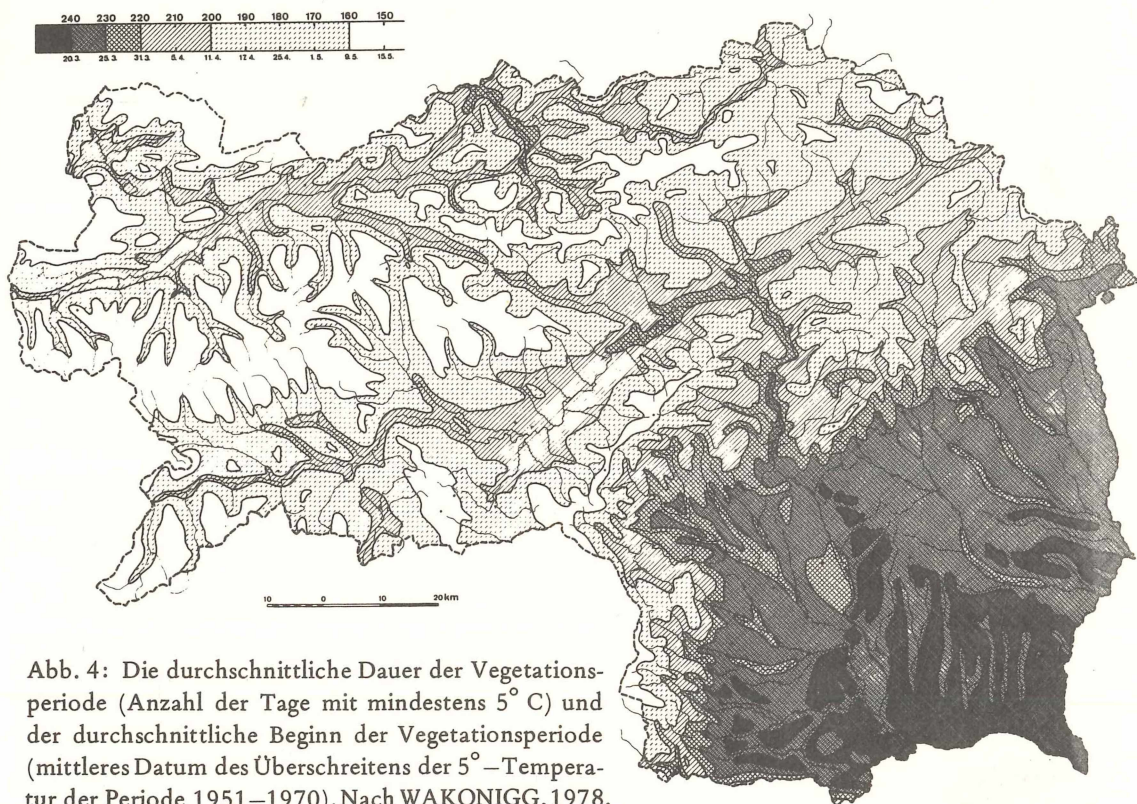 240 230 220 210 200 190 180 170 160 150
20.3. 25.3. 31.3. 5.4. 11.4. 17.4. 25.4. 1.5. 9.5. 15.5.
10 0 10 20 km
Abb. 4: Die durchschnittliche Dauer der Vegetations-
periode (Anzahl der Tage mit mindestens 5° C) und
der durchschnittliche Beginn der Vegetationsperiode
(mittleres Datum des Überschreitens der 5°–Tempera-
tur der Periode 1951–1970). Nach WAKONIGG, 1978.